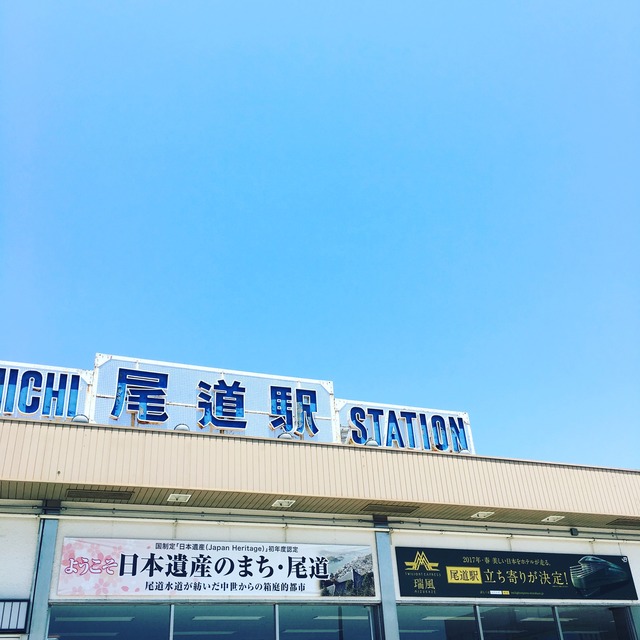 MICHI 尾道駅 STATION
国制定「日本遺産(Japan Heritage)」初年度認定
ようこそ 日本遺産のまち・尾道
尾道水道が紡いだ中世からの箱庭的都市
TWILIGHT EXPRESS
瑞風
MIZUKAZE
2017年・春 美しい日本をホテルが走る。
尾道駅 立ち寄りが決定!